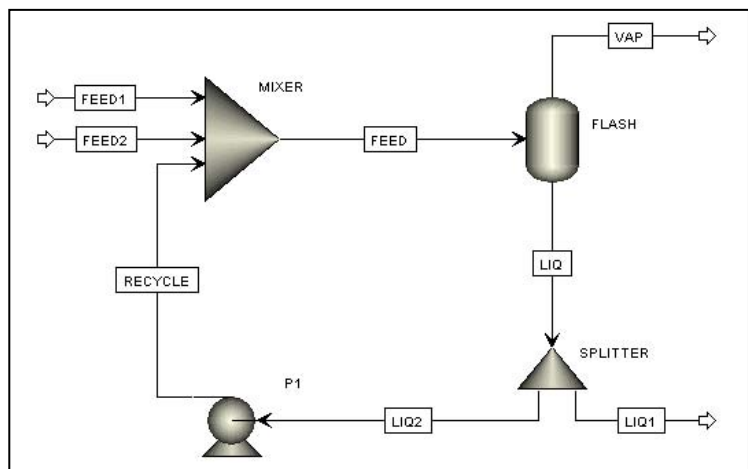 VAP
MIXER
FEED1
FLASH
FEED2
FEED
LIQ
RECYCLE
SPLITTER
P1
LIQ2
LIQ1